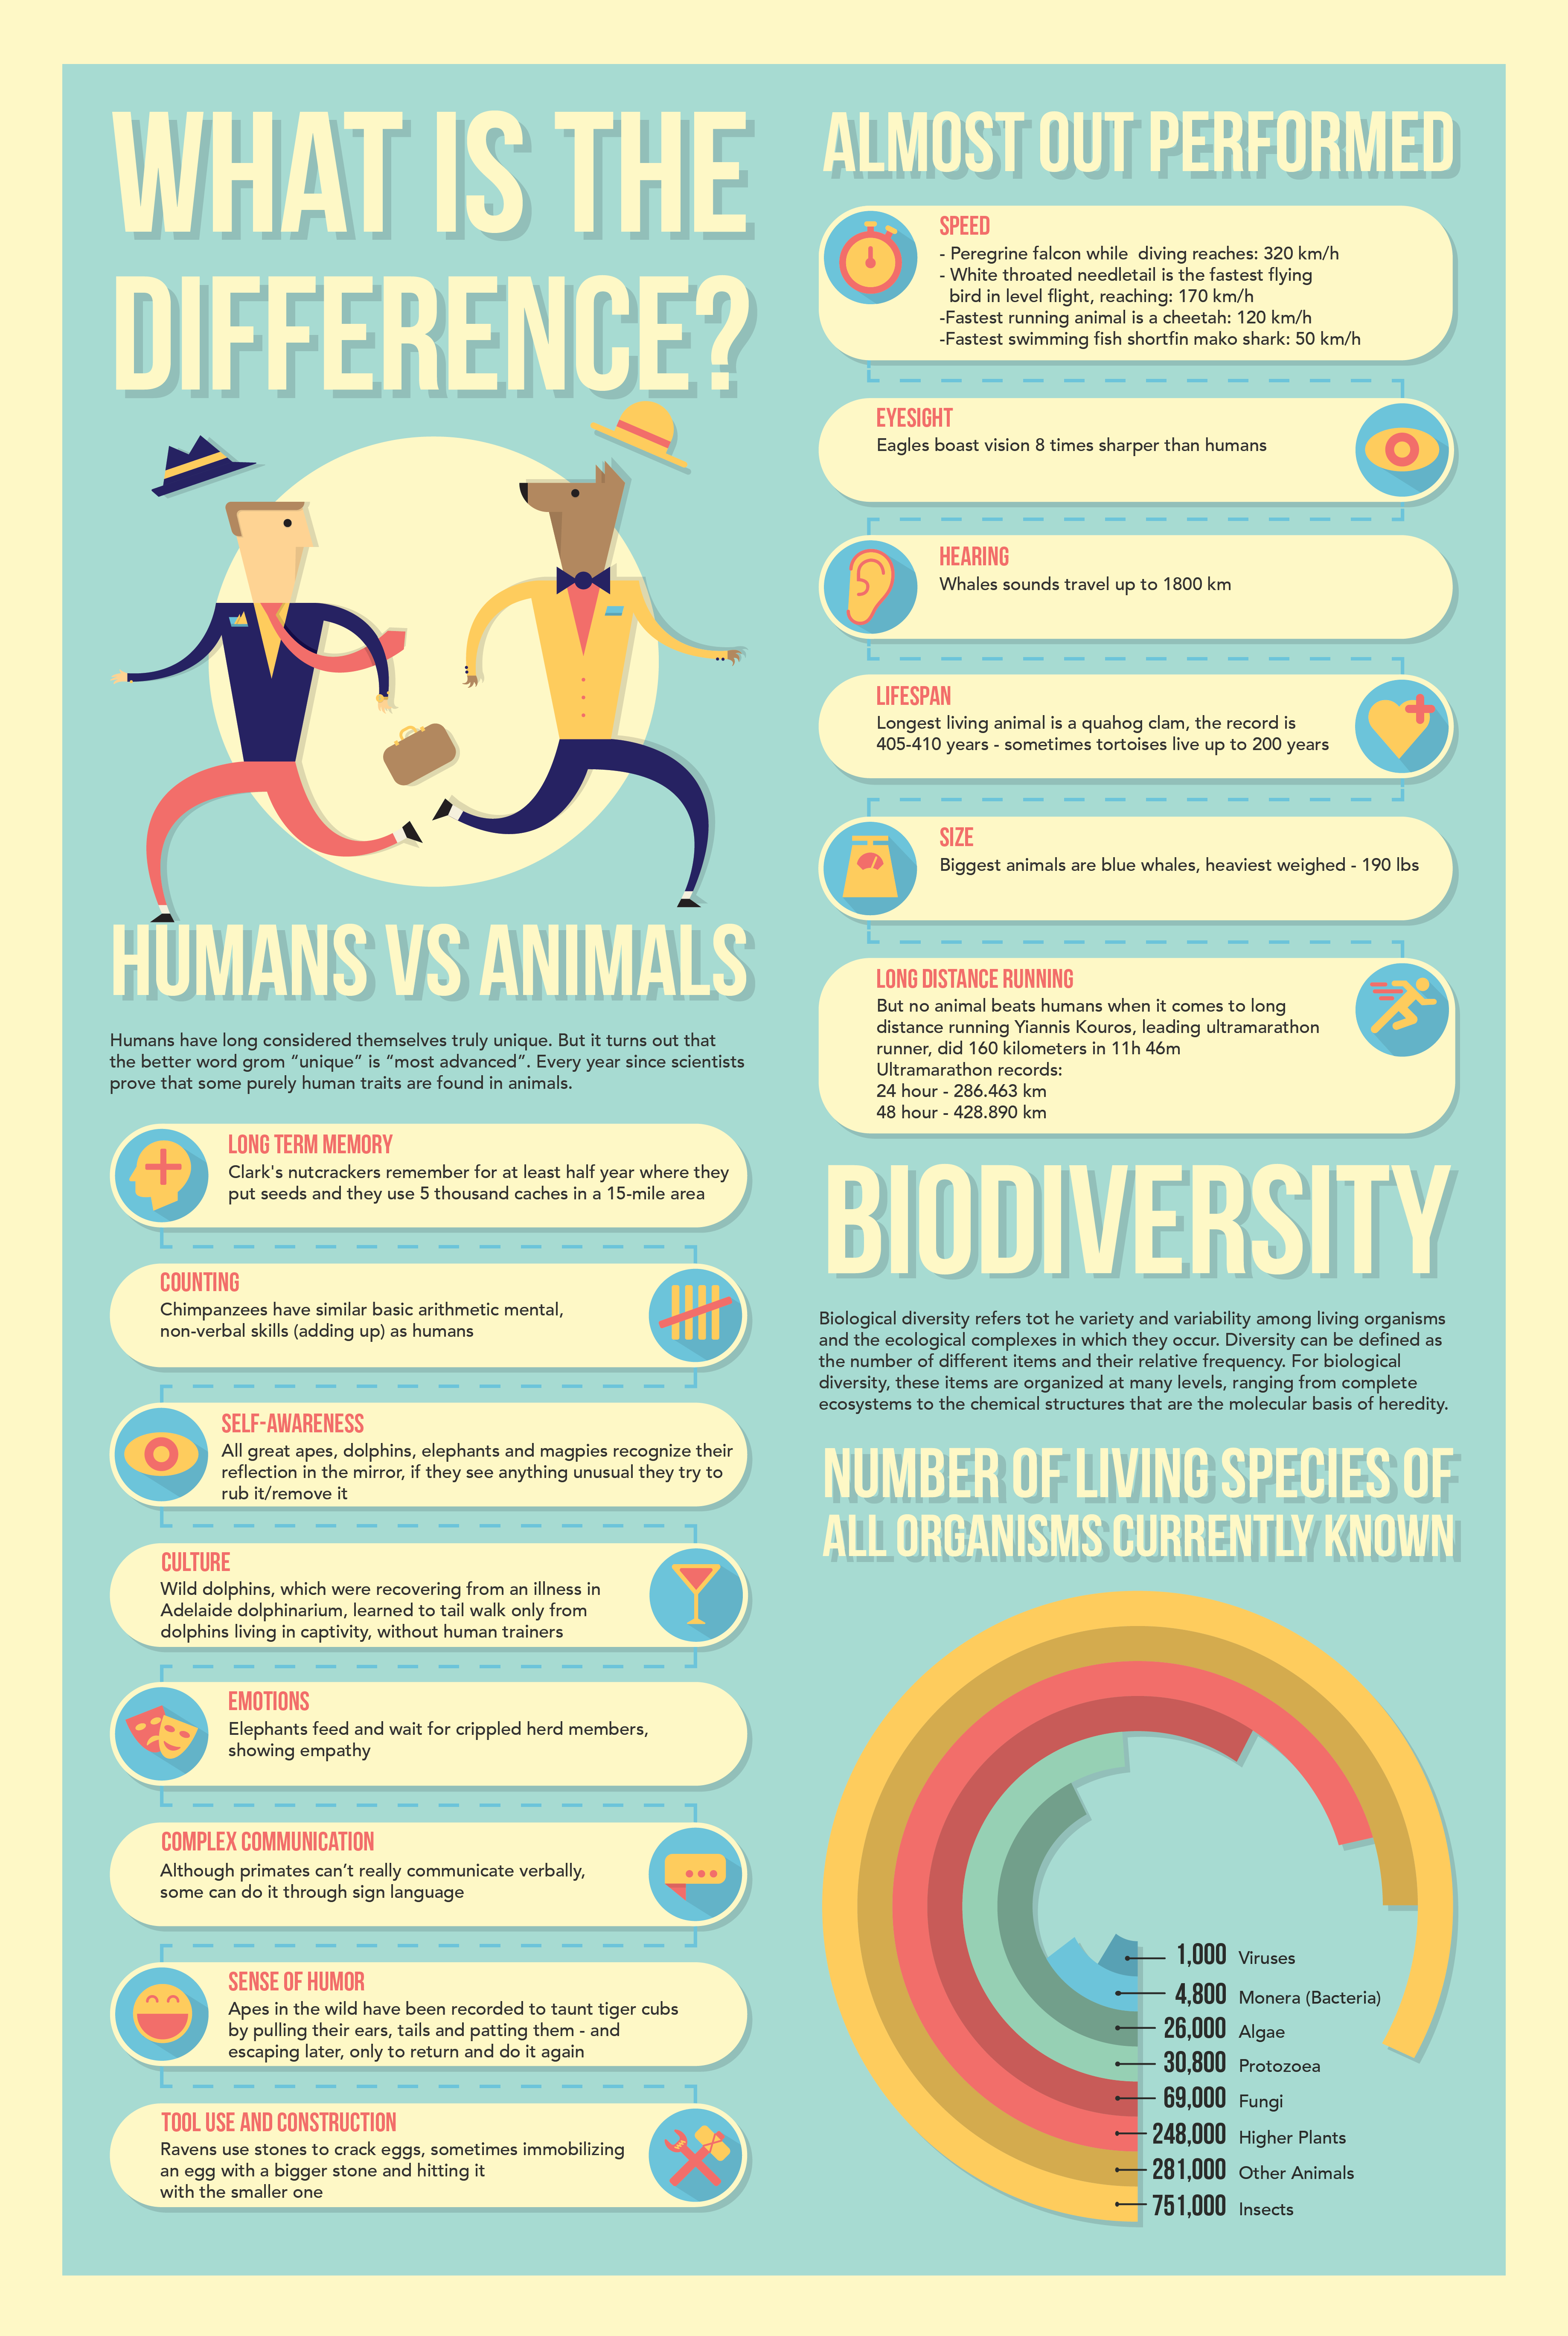 WHAT IS THE
DIFFERENCE?
HUMANS VS ANIMALS
Humans have long considered themselves truly unique. But it turns out that
the better word grom “unique” is “most advanced”. Every year since scientists
prove that some purely human traits are found in animals.
LONG TERM MEMORY
Clark's nutcrackers remember for at least half year where they
put seeds and they use 5 thousand caches in a 15-mile area
COUNTING
Chimpanzees have similar basic arithmetic mental,
non-verbal skills (adding up) as humans
SELF-AWARENESS
All great apes, dolphins, elephants and magpies recognize their
reflection in the mirror, if they see anything unusual they try to
rub it/remove it
CULTURE
Wild dolphins, which were recovering from an illness in
Adelaide dolphinarium, learned to tail walk only from
dolphins living in captivity, without human trainers
EMOTIONS
Elephants feed and wait for crippled herd members,
showing empathy
COMPLEX COMMUNICATION
Although primates can’t really communicate verbally,
some can do it through sign language
SENSE OF HUMOR
Apes in the wild have been recorded to taunt tiger cubs
by pulling their ears, tails and patting them - and
escaping later, only to return and do it again
TOOL USE AND CONSTRUCTION
Ravens use stones to crack eggs, sometimes immobilizing
an egg with a bigger stone and hitting it
with the smaller one
ALMOST OUT PERFORMED
SPEED
- Peregrine falcon while diving reaches: 320 km/h
- White throated needletail is the fastest flying
bird in level flight, reaching: 170 km/h
-Fastest running animal is a cheetah: 120 km/h
-Fastest swimming fish shortfin mako shark: 50 km/h
EYESIGHT
Eagles boast vision 8 times sharper than humans
HEARING
Whales sounds travel up to 1800 km
LIFESPAN
Longest living animal is a quahog clam, the record is
405-410 years - sometimes tortoises live up to 200 years
SIZE
Biggest animals are blue whales, heaviest weighed - 190 lbs
LONG DISTANCE RUNNING
But no animal beats humans when it comes to long
distance running Yiannis Kouros, leading ultramarathon
runner, did 160 kilometers in 11h 46m
Ultramarathon records:
24 hour - 286.463 km
48 hour - 428.890 km
BIODIVERSITY
Biological diversity refers tot he variety and variability among living organisms
and the ecological complexes in which they occur. Diversity can be defined as
the number of different items and their relative frequency. For biological
diversity, these items are organized at many levels, ranging from complete
ecosystems to the chemical structures that are the molecular basis of heredity.
NUMBER OF LIVING SPECIES OF
ALL ORGANISMS CURRENTLY KNOWN
1,000 Viruses
4,800 Monera (Bacteria)
26,000 Algae
30,800 Protozoea
69,000 Fungi
248,000 Higher Plants
281,000 Other Animals
751,000 Insects